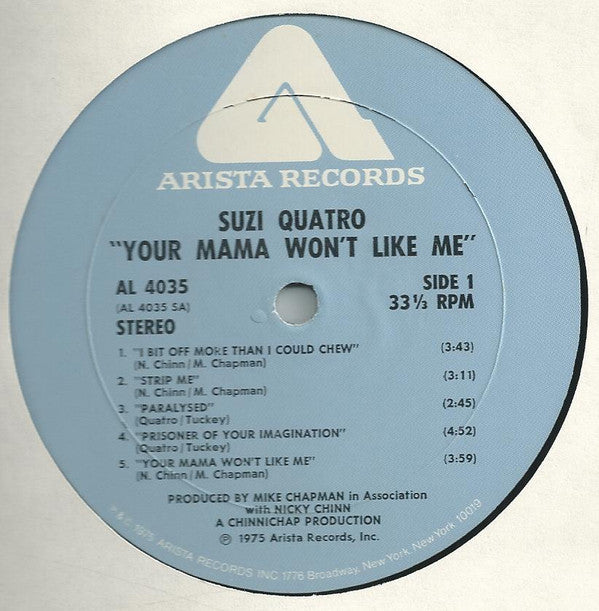 ARISTA RECORDS
SUZI QUATRO
"YOUR MAMA WON'T LIKE ME"
AL 4035
(AL 4035 SA)
STEREO
SIDE 1
33⅓ RPM
1. "I BIT OFF MORE THAN I COULD CHEW" (3:43)
(N. Chinn/M. Chapman)
2. "STRIP ME" (3:11)
(N. Chinn/M. Chapman)
3. "PARALYSED" (2:45)
(Quatro/Tuckey)
4. "PRISONER OF YOUR IMAGINATION" (4:52)
(Quatro/Tuckey)
5. "YOUR MAMA WON'T LIKE ME" (3:59)
(N. Chinn/M. Chapman)
PRODUCED BY MIKE CHAPMAN in Association
with NICKY CHINN
A CHINNICHAP PRODUCTION
℗ 1975 Arista Records, Inc.
℗ & © 1975 ARISTA RECORDS INC 1776 Broadway, New York, New York 10019